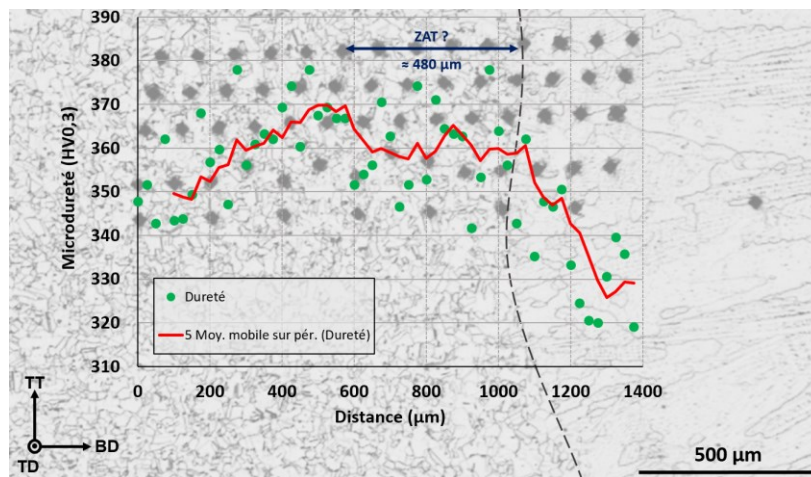 390
380
370
360
350
340
330
320
310
Microdureté (HV0,3)
ZAT ?
≈ 480 µm
Dureté
5 Moy. mobile sur pér. (Dureté)
0 200 400 600 800 1000 1200 1400
Distance (µm)
TT
BD
TD
500 µm